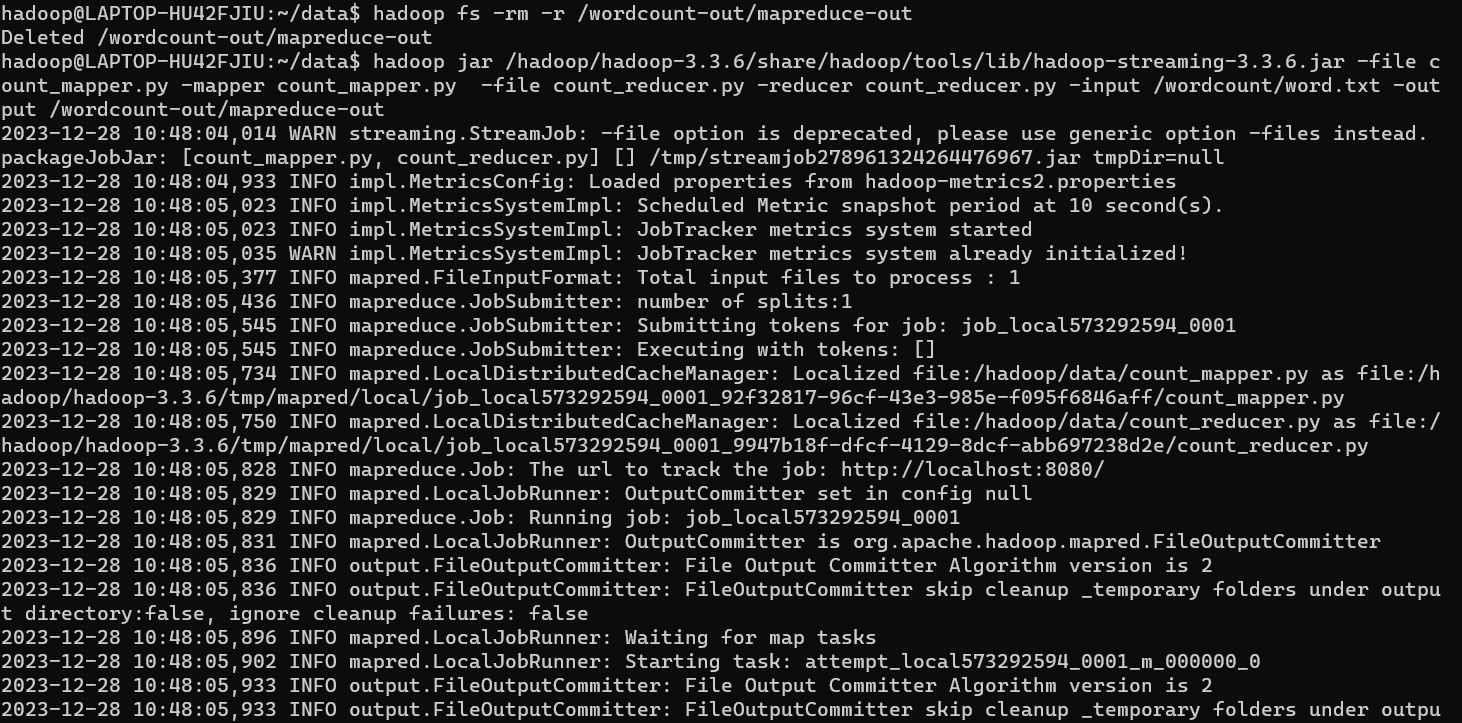 hadoop@LAPTOP-HU42FJIU:~/data$ hadoop fs -rm -r /wordcount-out/mapreduce-out
Deleted /wordcount-out/mapreduce-out
hadoop@LAPTOP-HU42FJIU:~/data$ hadoop jar /hadoop/hadoop-3.3.6/share/hadoop/tools/lib/hadoop-streaming-3.3.6.jar -file c
ount_mapper.py -mapper count_mapper.py  -file count_reducer.py -reducer count_reducer.py -input /wordcount/word.txt -out
put /wordcount-out/mapreduce-out
2023-12-28 10:48:04,014 WARN streaming.StreamJob: -file option is deprecated, please use generic option -files instead.
packageJobJar: [count_mapper.py, count_reducer.py] [] /tmp/streamjob278961324264476967.jar tmpDir=null
2023-12-28 10:48:04,933 INFO impl.MetricsConfig: Loaded properties from hadoop-metrics2.properties
2023-12-28 10:48:05,023 INFO impl.MetricsSystemImpl: Scheduled Metric snapshot period at 10 second(s).
2023-12-28 10:48:05,023 INFO impl.MetricsSystemImpl: JobTracker metrics system started
2023-12-28 10:48:05,035 WARN impl.MetricsSystemImpl: JobTracker metrics system already initialized!
2023-12-28 10:48:05,377 INFO mapred.FileInputFormat: Total input files to process : 1
2023-12-28 10:48:05,436 INFO mapreduce.JobSubmitter: number of splits:1
2023-12-28 10:48:05,545 INFO mapreduce.JobSubmitter: Submitting tokens for job: job_local573292594_0001
2023-12-28 10:48:05,545 INFO mapreduce.JobSubmitter: Executing with tokens: []
2023-12-28 10:48:05,734 INFO mapred.LocalDistributedCacheManager: Localized file:/hadoop/data/count_mapper.py as file:/h
adoop/hadoop-3.3.6/tmp/mapred/local/job_local573292594_0001_92f32817-96cf-43e3-985e-f095f6846aff/count_mapper.py
2023-12-28 10:48:05,750 INFO mapred.LocalDistributedCacheManager: Localized file:/hadoop/data/count_reducer.py as file:/
hadoop/hadoop-3.3.6/tmp/mapred/local/job_local573292594_0001_9947b18f-dfcf-4129-8dcf-abb697238d2e/count_reducer.py
2023-12-28 10:48:05,828 INFO mapreduce.Job: The url to track the job: http://localhost:8080/
2023-12-28 10:48:05,829 INFO mapred.LocalJobRunner: OutputCommitter set in config null
2023-12-28 10:48:05,829 INFO mapreduce.Job: Running job: job_local573292594_0001
2023-12-28 10:48:05,831 INFO mapred.LocalJobRunner: OutputCommitter is org.apache.hadoop.mapred.FileOutputCommitter
2023-12-28 10:48:05,836 INFO output.FileOutputCommitter: File Output Committer Algorithm version is 2
2023-12-28 10:48:05,836 INFO output.FileOutputCommitter: FileOutputCommitter skip cleanup _temporary folders under outpu
t directory:false, ignore cleanup failures: false
2023-12-28 10:48:05,896 INFO mapred.LocalJobRunner: Waiting for map tasks
2023-12-28 10:48:05,902 INFO mapred.LocalJobRunner: Starting task: attempt_local573292594_0001_m_000000_0
2023-12-28 10:48:05,933 INFO output.FileOutputCommitter: File Output Committer Algorithm version is 2
2023-12-28 10:48:05,933 INFO output.FileOutputCommitter: FileOutputCommitter skip cleanup _temporary folders under outpu